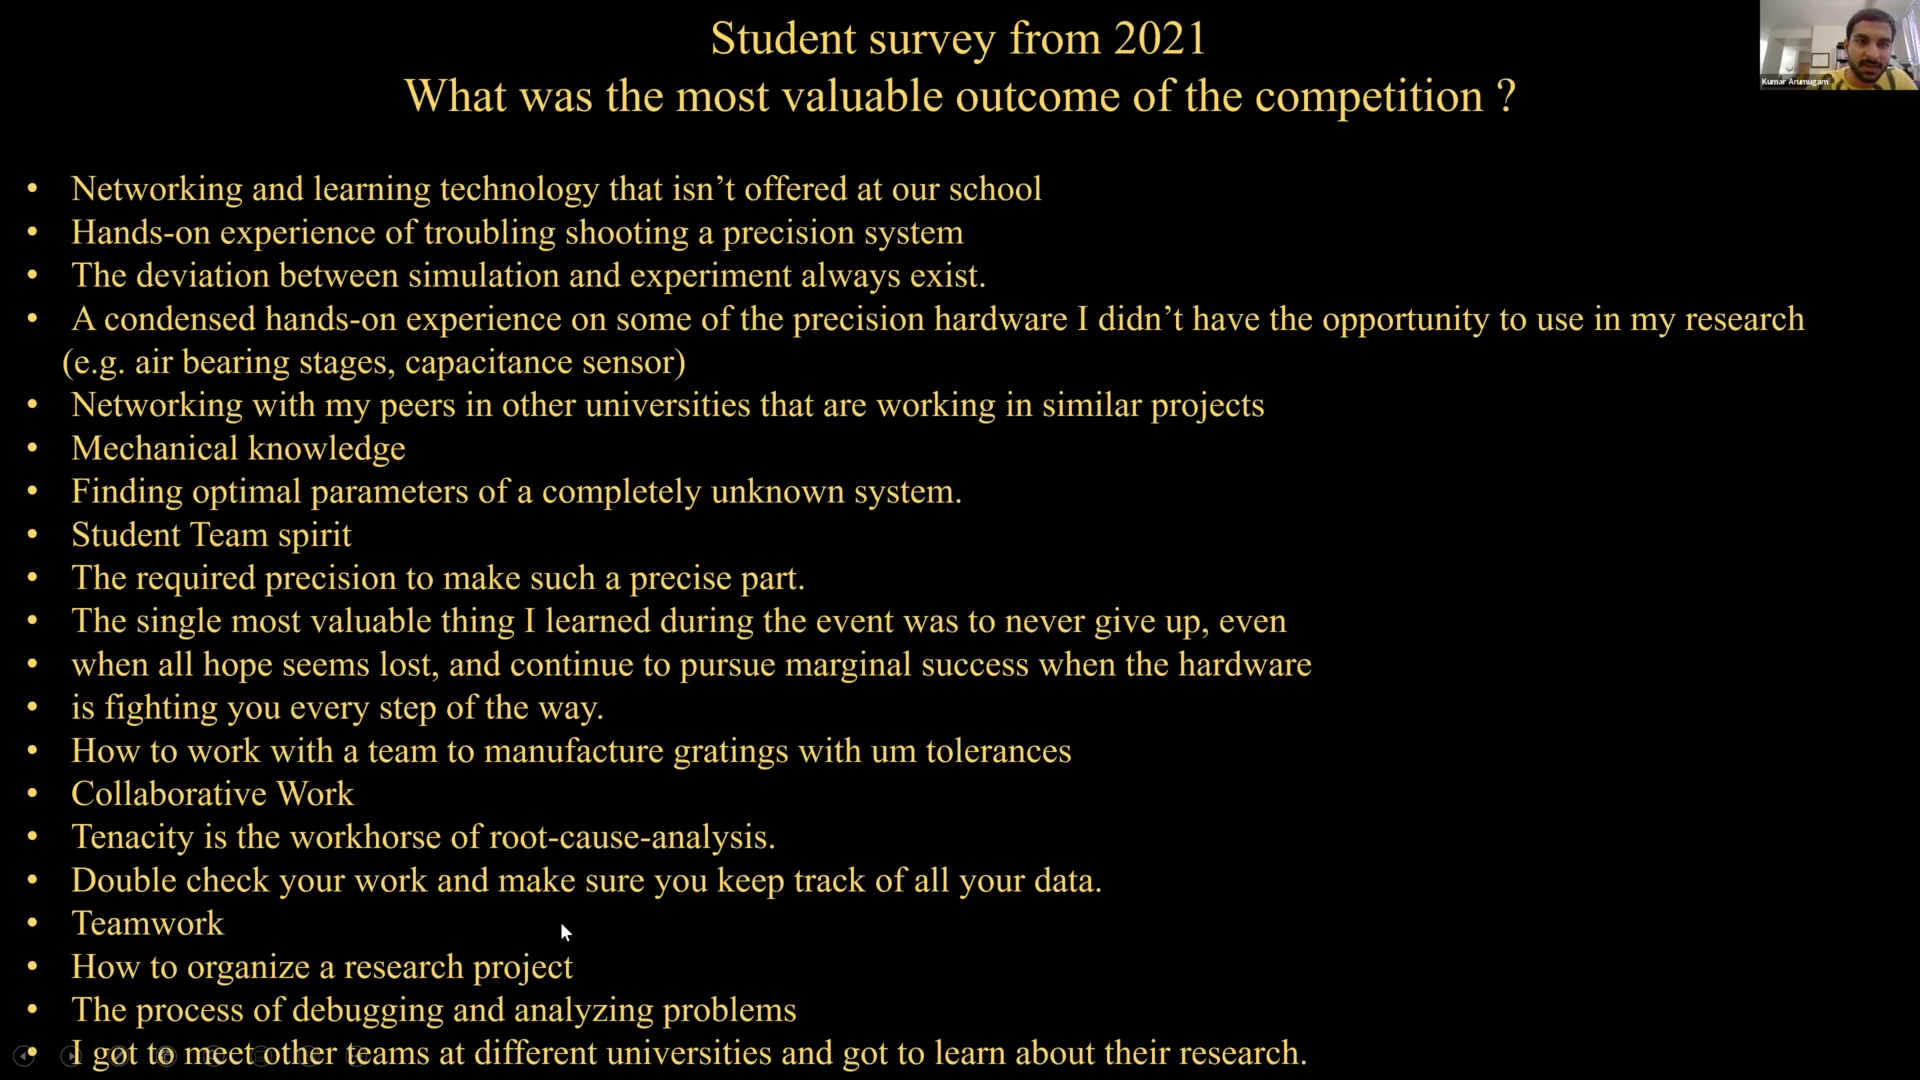 Student survey from 2021
What was the most valuable outcome of the competition ?
Kumar Arumugam
• Networking and learning technology that isn’t offered at our school
• Hands-on experience of troubling shooting a precision system
• The deviation between simulation and experiment always exist.
• A condensed hands-on experience on some of the precision hardware I didn’t have the opportunity to use in my research
(e.g. air bearing stages, capacitance sensor)
• Networking with my peers in other universities that are working in similar projects
• Mechanical knowledge
• Finding optimal parameters of a completely unknown system.
• Student Team spirit
• The required precision to make such a precise part.
• The single most valuable thing I learned during the event was to never give up, even
• when all hope seems lost, and continue to pursue marginal success when the hardware
• is fighting you every step of the way.
• How to work with a team to manufacture gratings with um tolerances
• Collaborative Work
• Tenacity is the workhorse of root-cause-analysis.
• Double check your work and make sure you keep track of all your data.
• Teamwork
• How to organize a research project
• The process of debugging and analyzing problems
• I got to meet other teams at different universities and got to learn about their research.